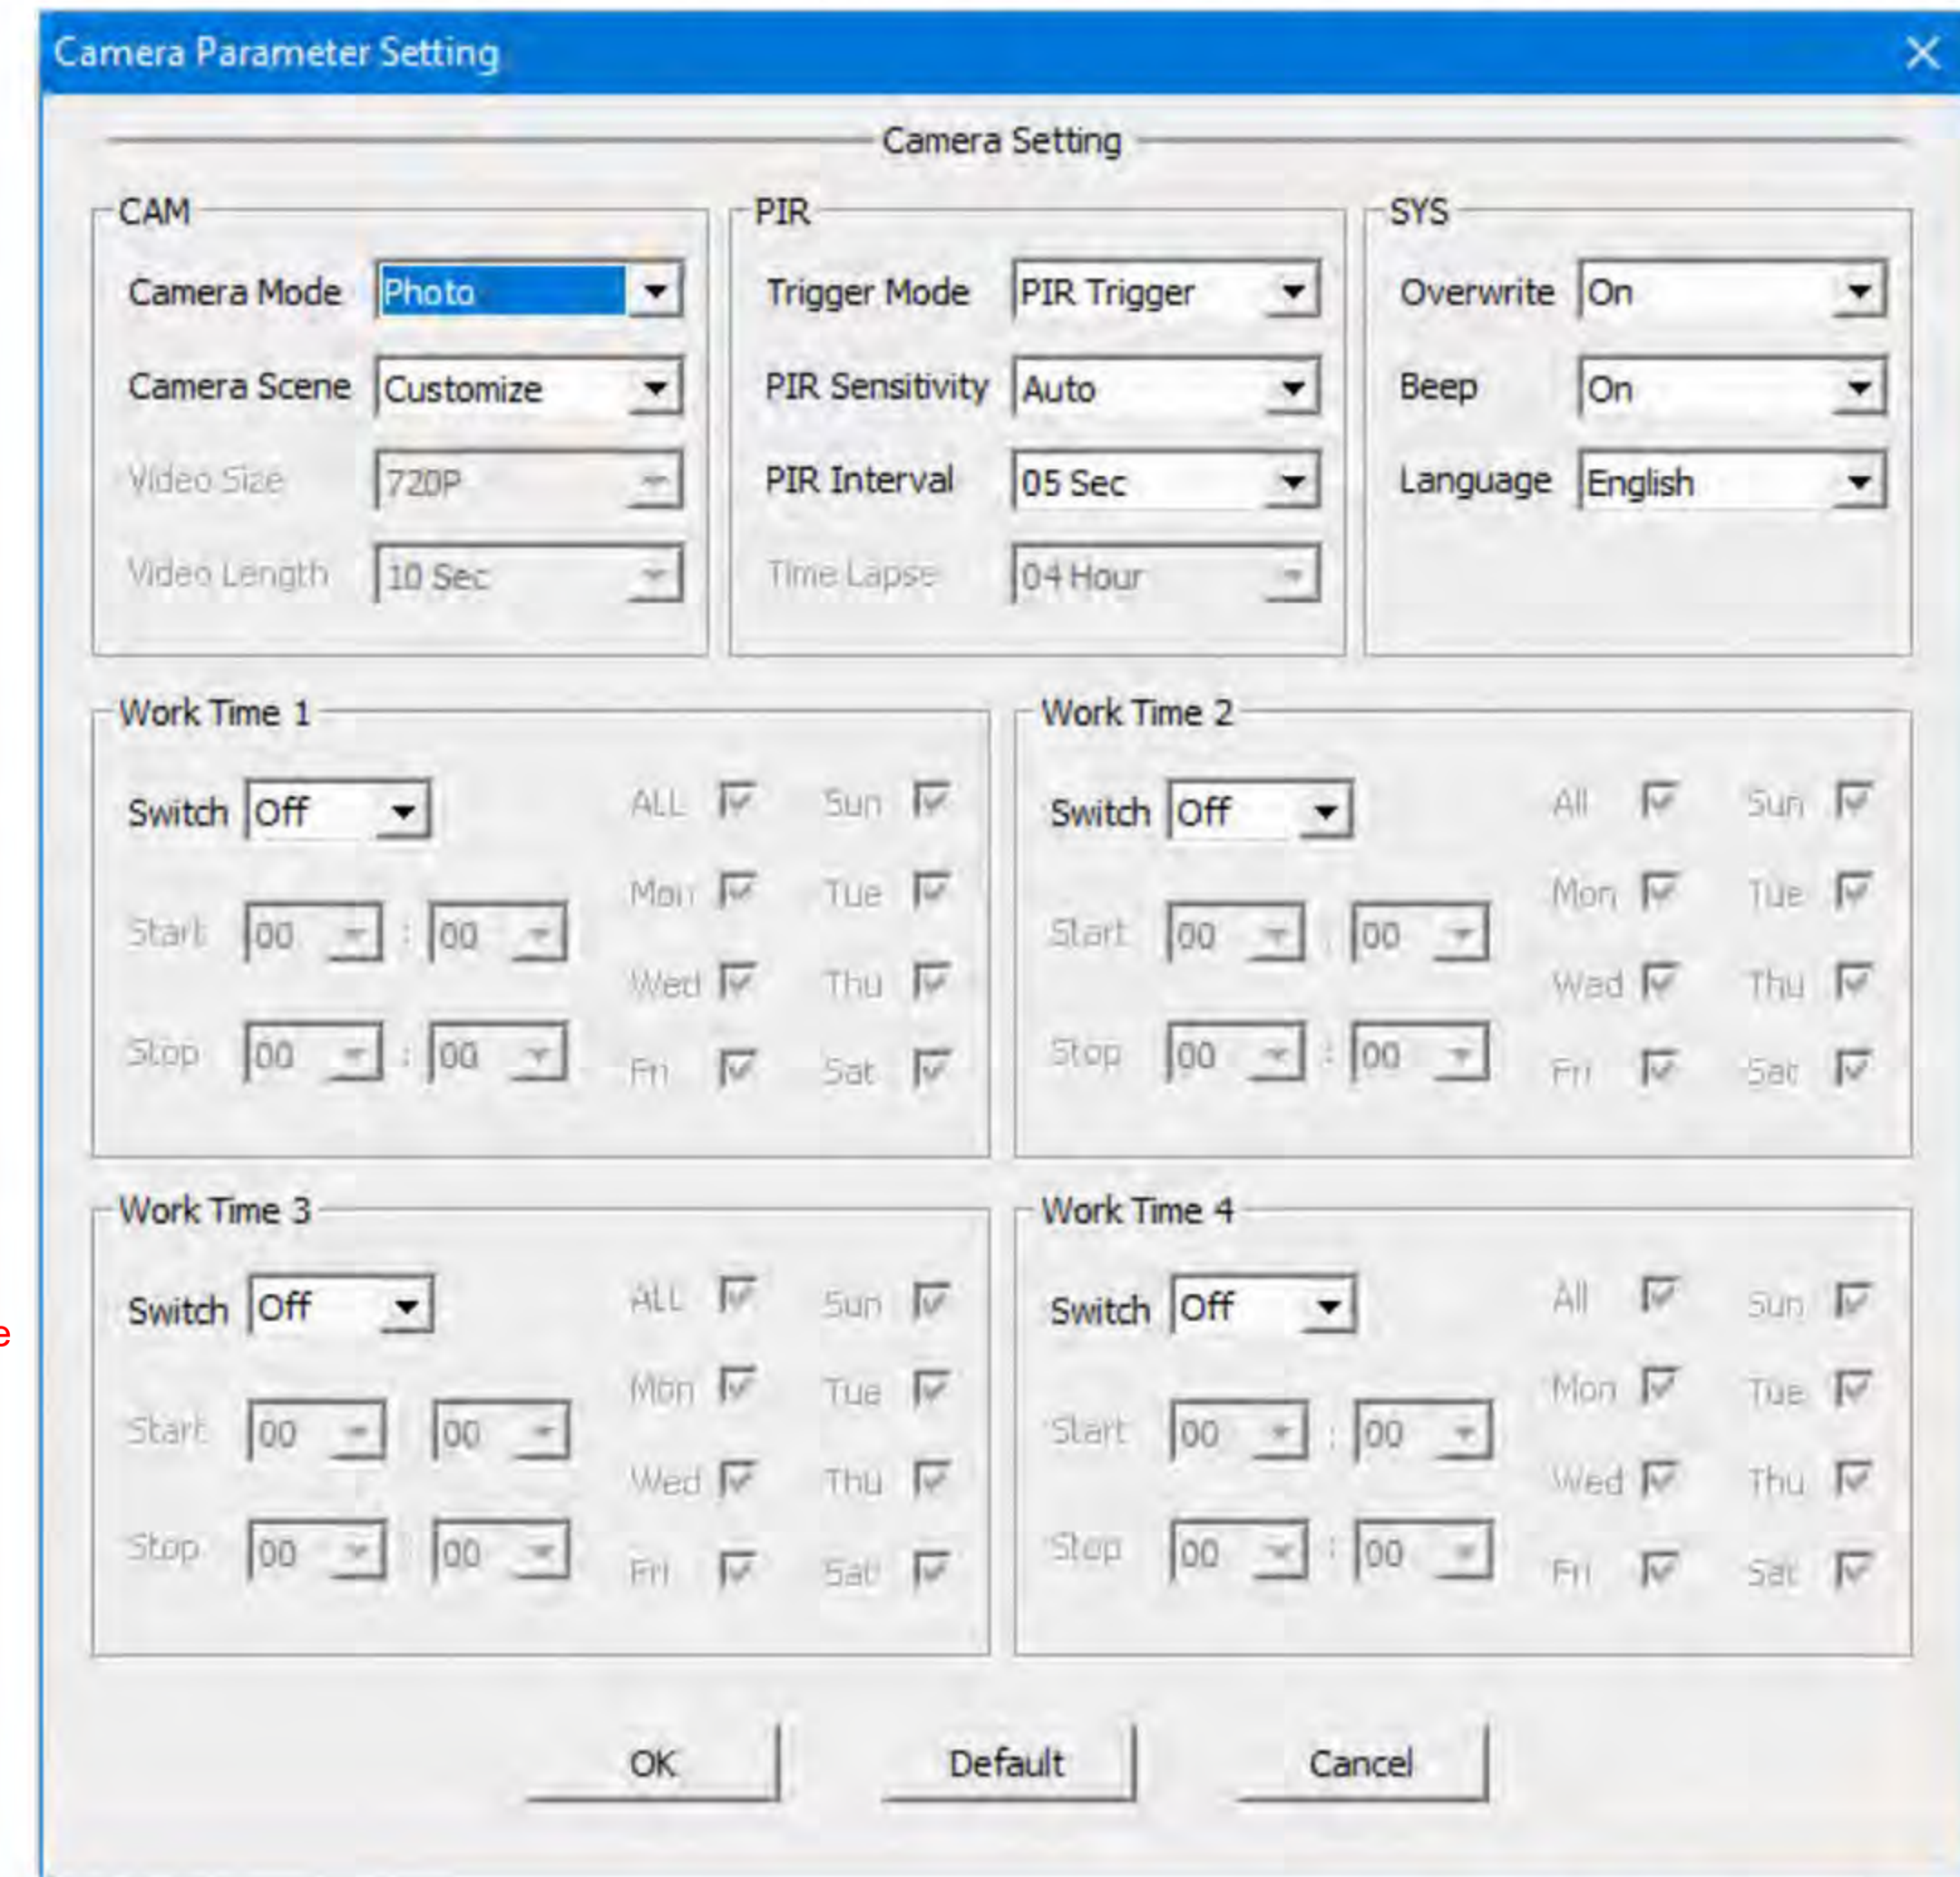 Camera Parameter Setting
Camera Setting
CAM
Camera Mode Photo
Camera Scene Customize
Video Size 720P
Video Length 10 Sec
PIR
Trigger Mode PIR Trigger
PIR Sensitivity Auto
PIR Interval 05 Sec
Time Lapse 04 Hour
SYS
Overwrite On
Beep On
Language English
Work Time 1
Switch Off
Start 00 : 00
Stop 00 : 00
ALL Sun
Mon Tue
Wed Thu
Fri Sat
Work Time 2
Switch Off
Start 00 : 00
Stop 00 : 00
All Sun
Mon Tue
Wad Thu
Fri Sat
e
Work Time 3
Switch Off
Start 00 00
Stop 00 00
ALL Sun
Mon Tue
Wed Thu
Fri Sat
Work Time 4
Switch Off
Start 00 : 00
Stop 00 : 00
All Sun
Mon Tue
Wed Thu
Fri Sat
OK Default Cancel